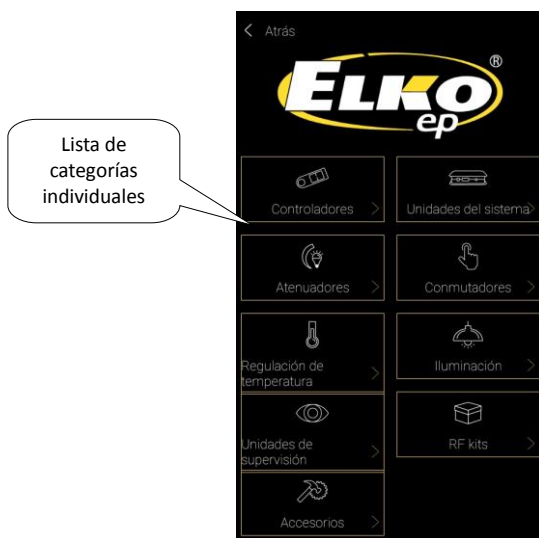 Atrás
ELKO
ep
®
Lista de
categorías
individuales
Controladores
Unidades del sistema
Atenuadores
Conmutadores
Regulación de
temperatura
Iluminación
Unidades de
supervisión
RF kits
Accesorios